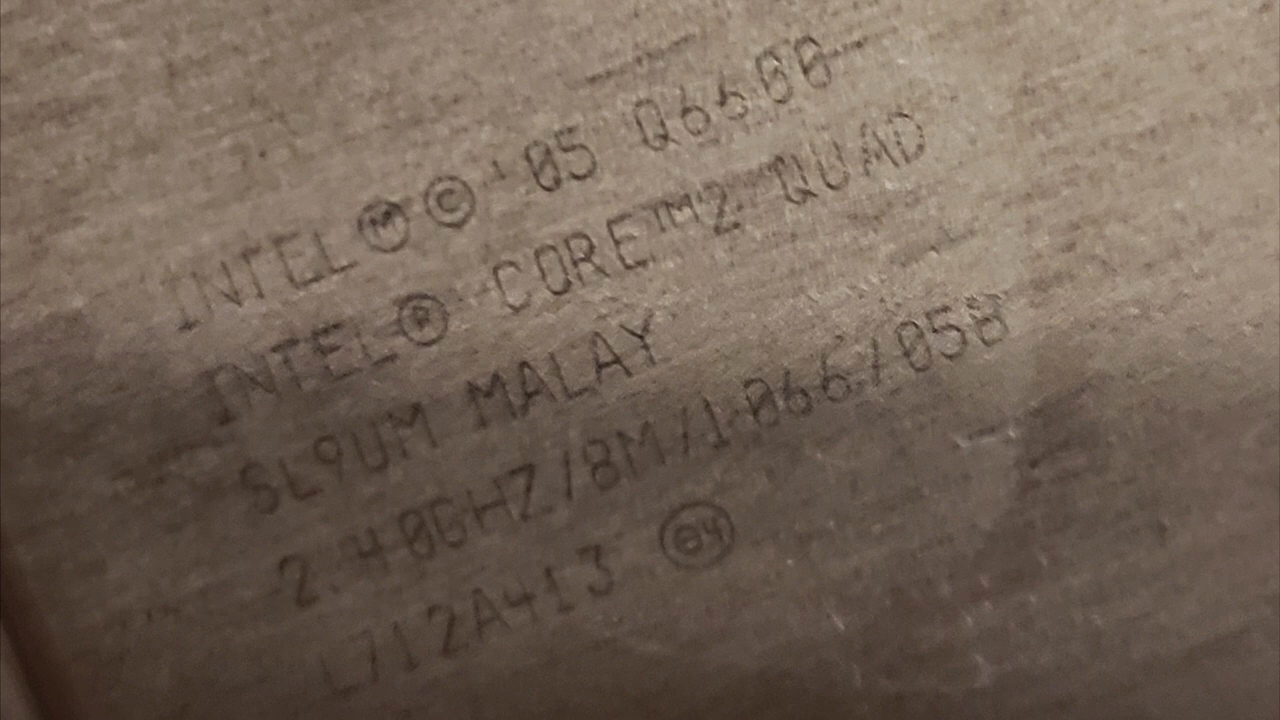 INTEL Ⓜ © '05 Q6600
INTEL ® CORE™2 QUAD
SL9UM MALAY
2.40GHZ/8M/1066/05B
L712A413 (e4)